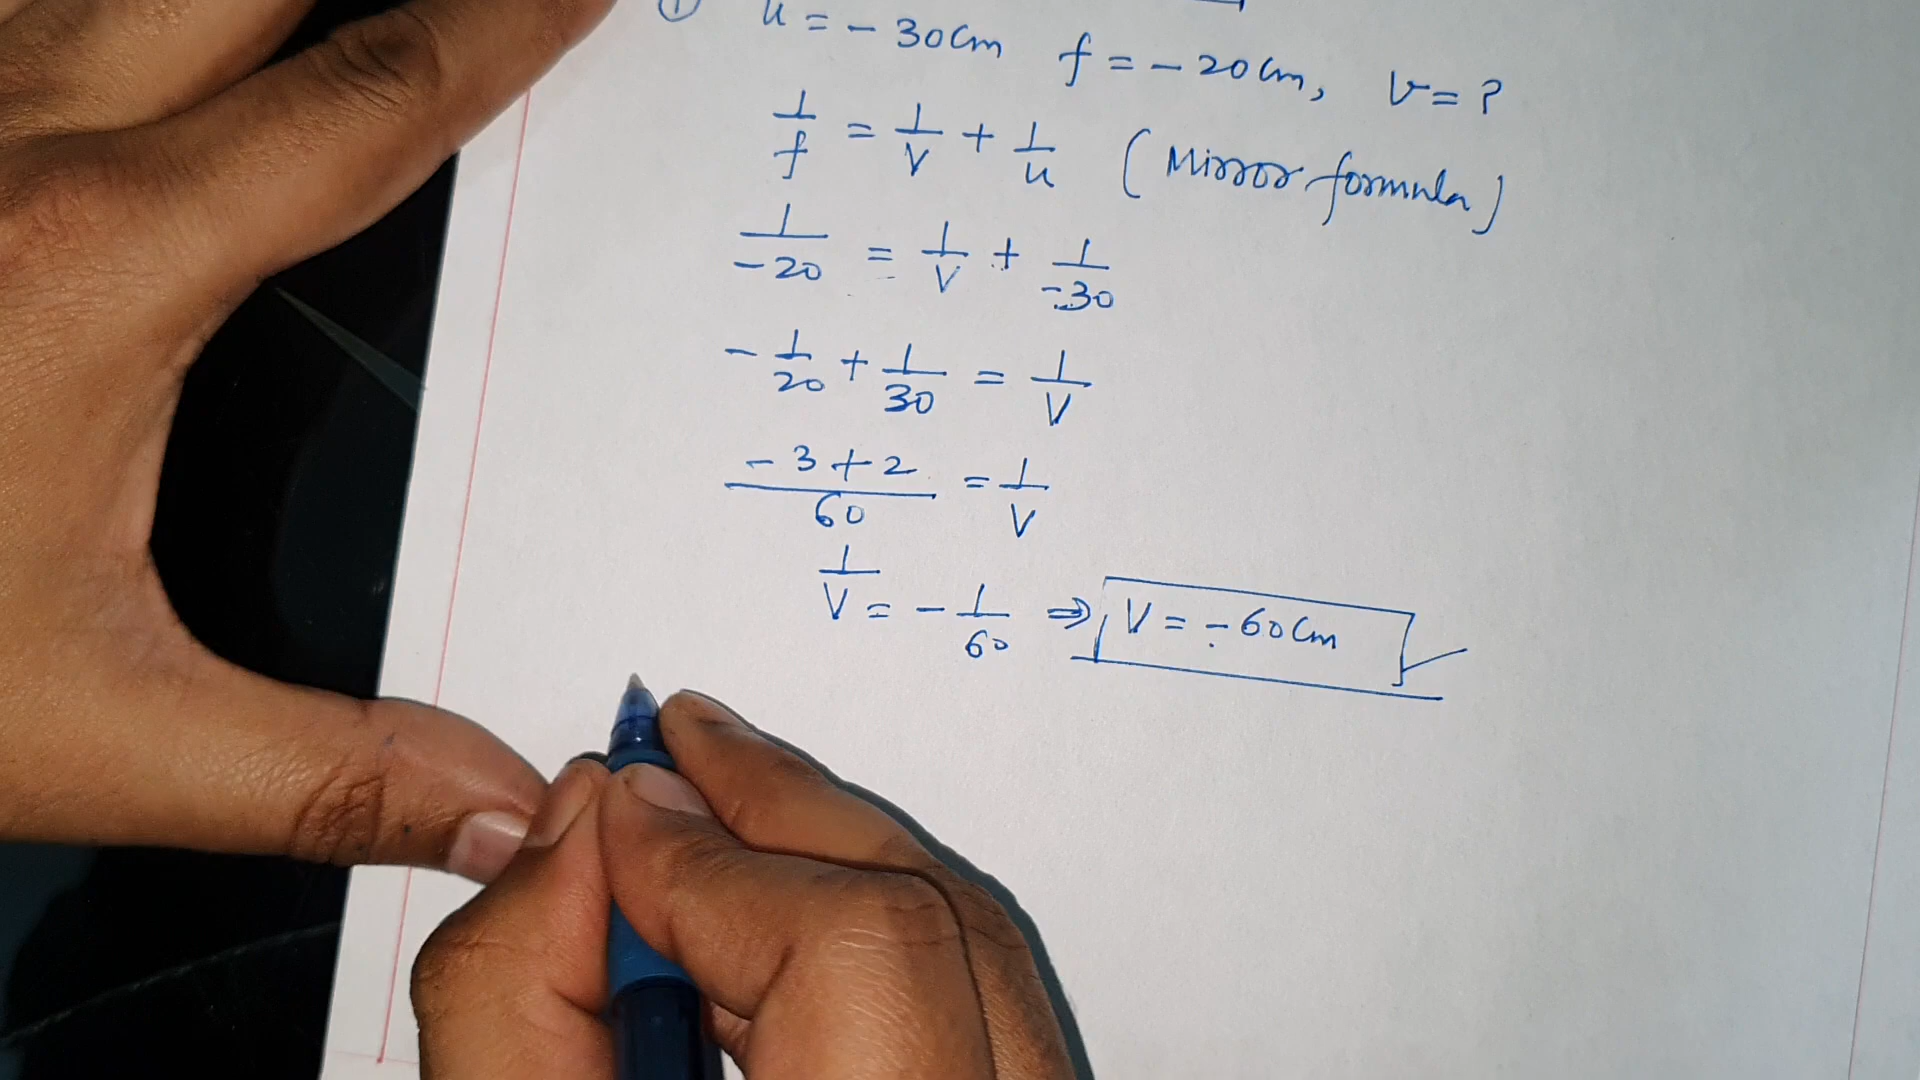 ① u = - 30cm f = - 20cm, v = ?
1/f = 1/v + 1/u (Mirror formula)
1/-20 = 1/v + 1/-30
- 1/20 + 1/30 = 1/v
- 3 + 2 / 60 = 1/v
1/v = - 1/60 ⇒ V = - 60cm